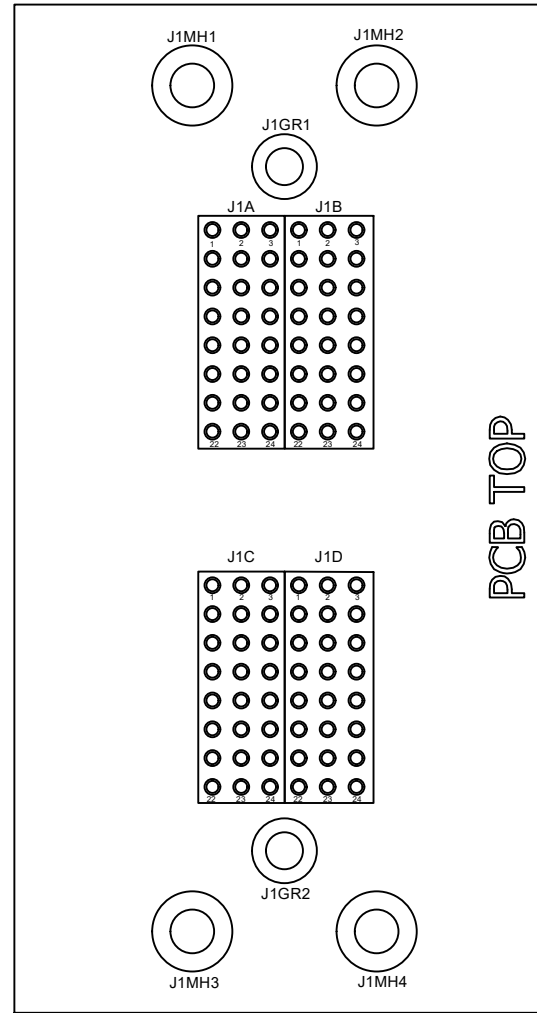 J1MH1 J1MH2
J1GR1
J1A J1B
1 2 3 1 2 3
22 23 24 22 23 24
PCB TOP
J1C J1D
1 2 3 1 2 3
22 23 24 22 23 24
J1GR2
J1MH3 J1MH4